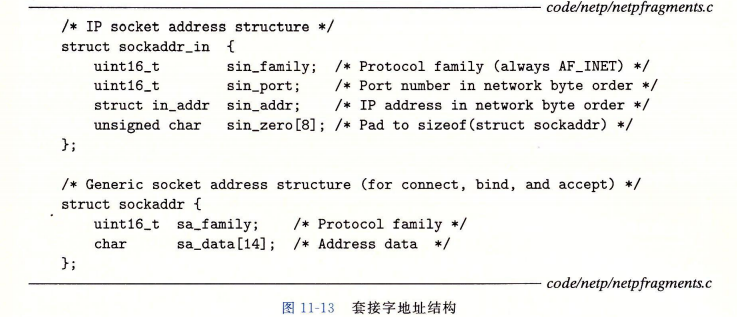 code/netp/netpfragments.c
/* IP socket address structure */
struct sockaddr_in  {
    uint16_t        sin_family;  /* Protocol family (always AF_INET) */
    uint16_t        sin_port;    /* Port number in network byte order */
    struct in_addr  sin_addr;    /* IP address in network byte order */
    unsigned char   sin_zero[8]; /* Pad to sizeof(struct sockaddr) */
};
/* Generic socket address structure (for connect, bind, and accept) */
struct sockaddr {
    uint16_t  sa_family;    /* Protocol family */
    char      sa_data[14];  /* Address data  */
};
code/netp/netpfragments.c
图 11-13 套接字地址结构